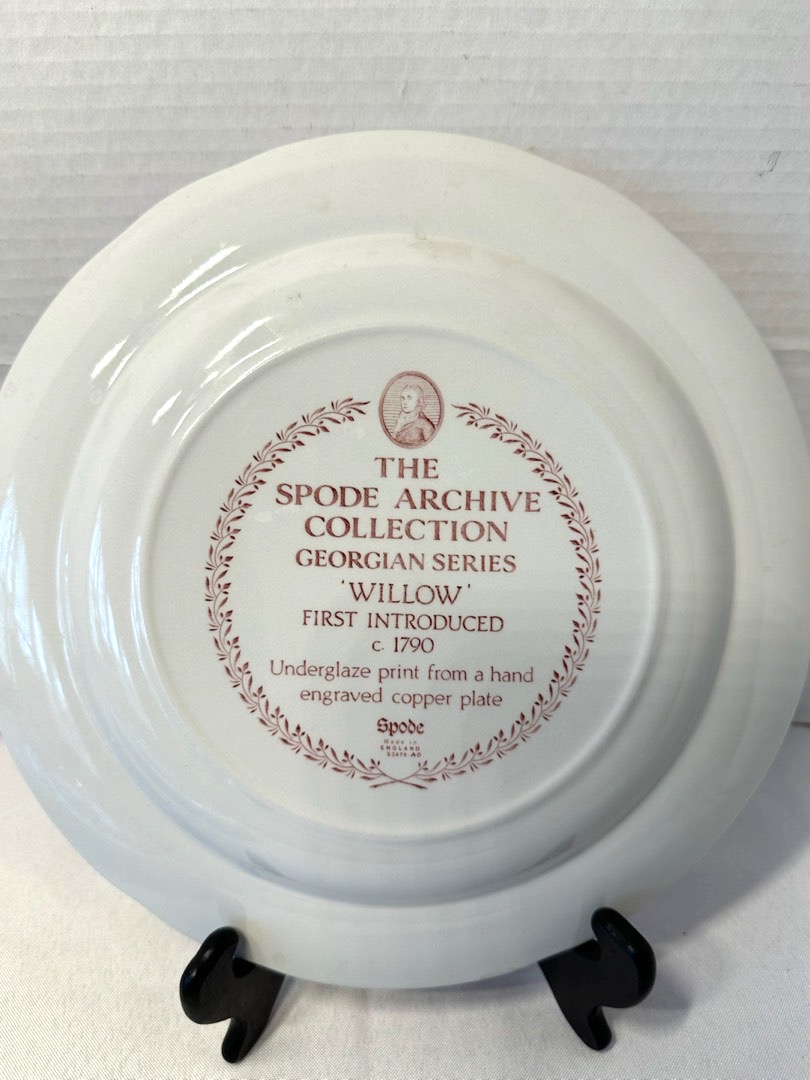 THE
SPODE ARCHIVE
COLLECTION
GEORGIAN SERIES
'WILLOW'
FIRST INTRODUCED
c. 1790
Underglaze print from a hand
engraved copper plate
Spode
Made in
ENGLAND